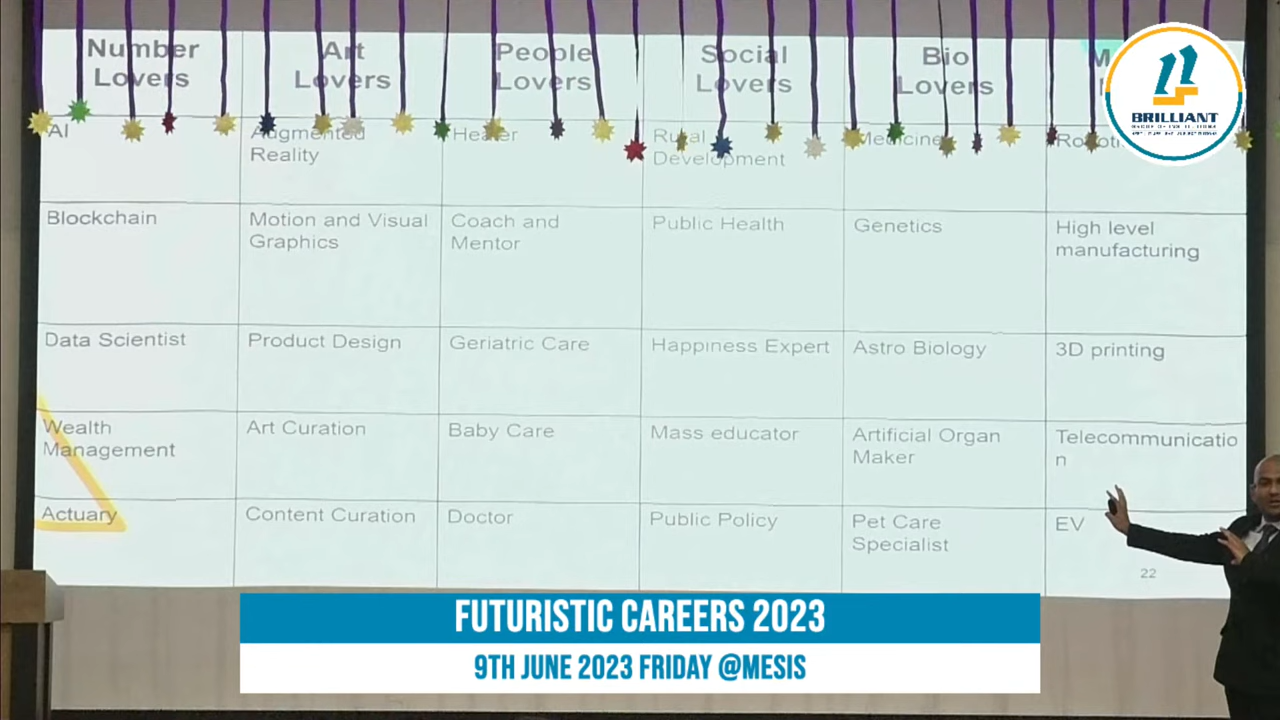 Number Lovers
Art Lovers
People Lovers
Social Lovers
Bio Lovers
AI
Augmented Reality
Healer
Rural Development
Medicine
Blockchain
Motion and Visual Graphics
Coach and Mentor
Public Health
Genetics
High level manufacturing
Data Scientist
Product Design
Geriatric Care
Happiness Expert
Astro Biology
3D printing
Wealth Management
Art Curation
Baby Care
Mass educator
Artificial Organ Maker
Telecommunicatio
n
Actuary
Content Curation
Doctor
Public Policy
Pet Care Specialist
EV
22
BRILLIANT
FUTURISTIC CAREERS 2023
9TH JUNE 2023 FRIDAY @MESIS